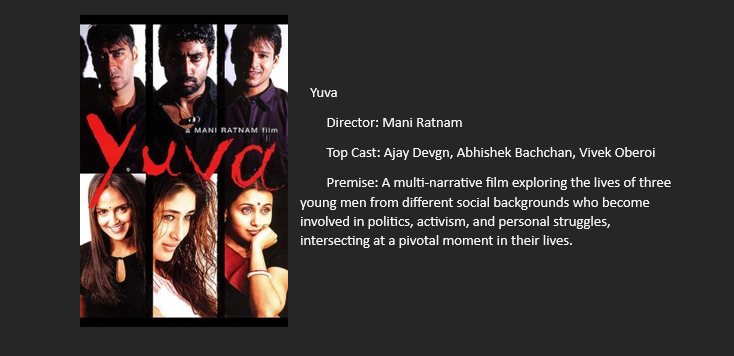 a MANI RATNAM film
Yuva
Yuva
Director: Mani Ratnam
Top Cast: Ajay Devgn, Abhishek Bachchan, Vivek Oberoi
Premise: A multi-narrative film exploring the lives of three
young men from different social backgrounds who become
involved in politics, activism, and personal struggles,
intersecting at a pivotal moment in their lives.